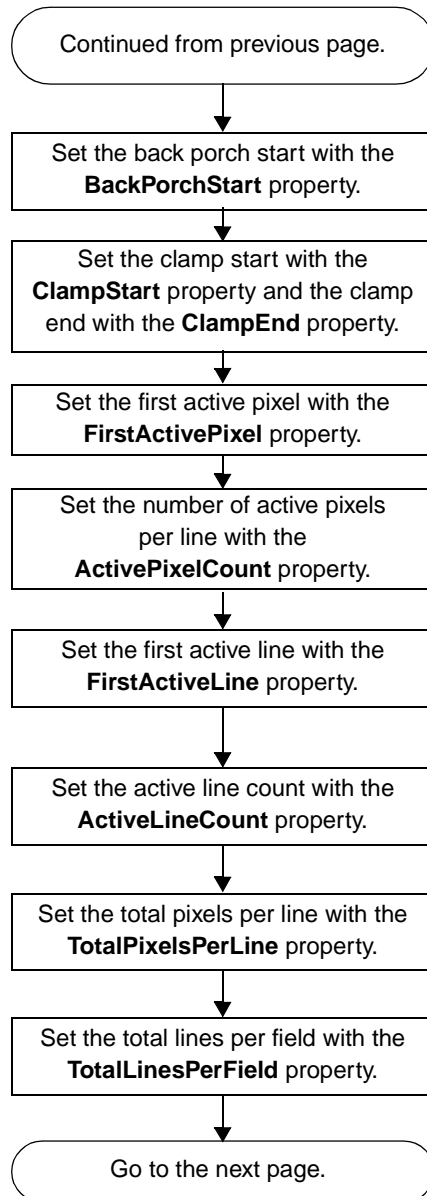 Continued from previous page.
Set the back porch start with the
BackPorchStart property.
Set the clamp start with the
ClampStart property and the clamp
end with the ClampEnd property.
Set the first active pixel with the
FirstActivePixel property.
Set the number of active pixels
per line with the
ActivePixelCount property.
Set the first active line with the
FirstActiveLine property.
Set the active line count with the
ActiveLineCount property.
Set the total pixels per line with the
TotalPixelsPerLine property.
Set the total lines per field with the
TotalLinesPerField property.
Go to the next page.